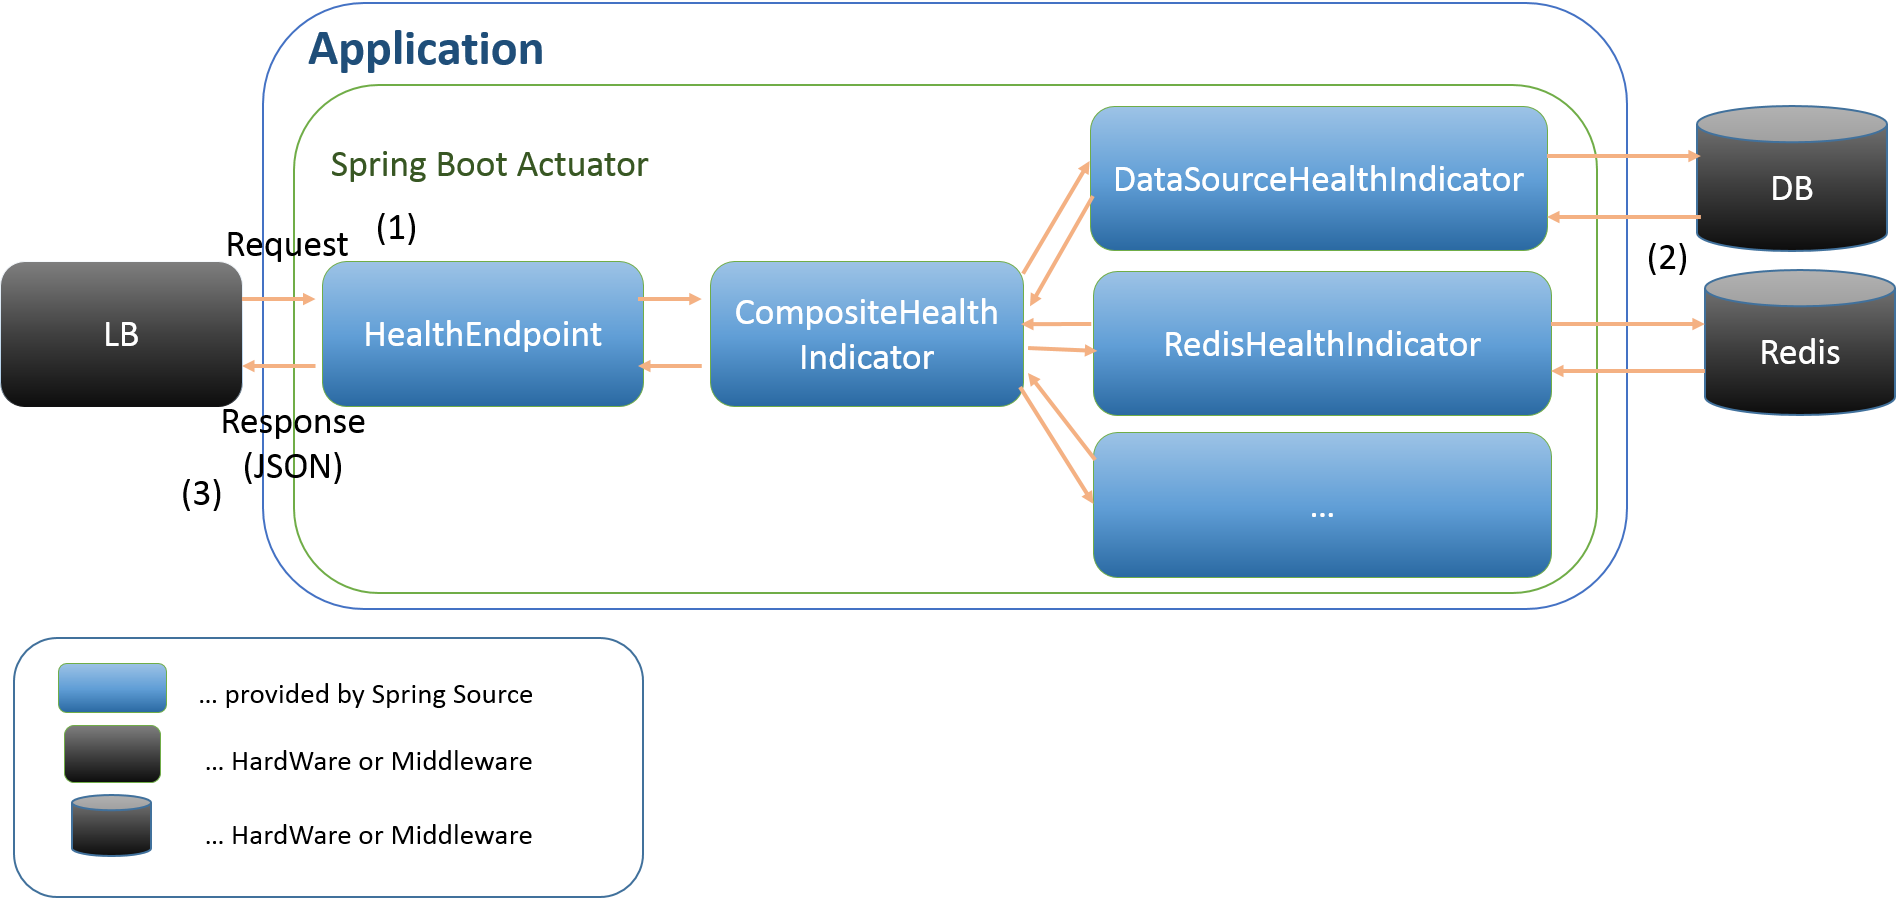 Application
Spring Boot Actuator
(1)
Request
LB
HealthEndpoint
CompositeHealth
Indicator
DataSourceHealthIndicator
RedisHealthIndicator
...
DB
(2)
Redis
Response
(JSON)
(3)
... provided by Spring Source
... HardWare or Middleware
... HardWare or Middleware